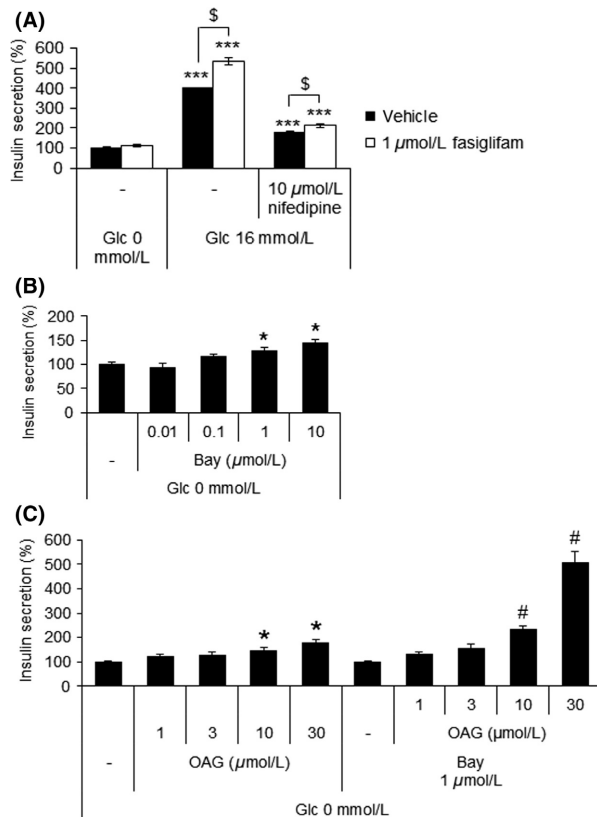 (A)
Insulin secretion (%)
600
500
400
300
200
100
0
$
*** ***
$
*** ***
Vehicle
1 µmol/L fasiglifam
- - 10 µmol/L
nifedipine
Glc 0
mmol/L
Glc 16 mmol/L
(B)
Insulin secretion (%)
200
150
100
50
0
* *
- 0.01 0.1 1 10
Bay (µmol/L)
Glc 0 mmol/L
(C)
Insulin secretion (%)
600
500
400
300
200
100
0
* * # #
1 3 10 30 - 1 3 10 30
- OAG (µmol/L) OAG (µmol/L)
Bay
1 µmol/L
Glc 0 mmol/L